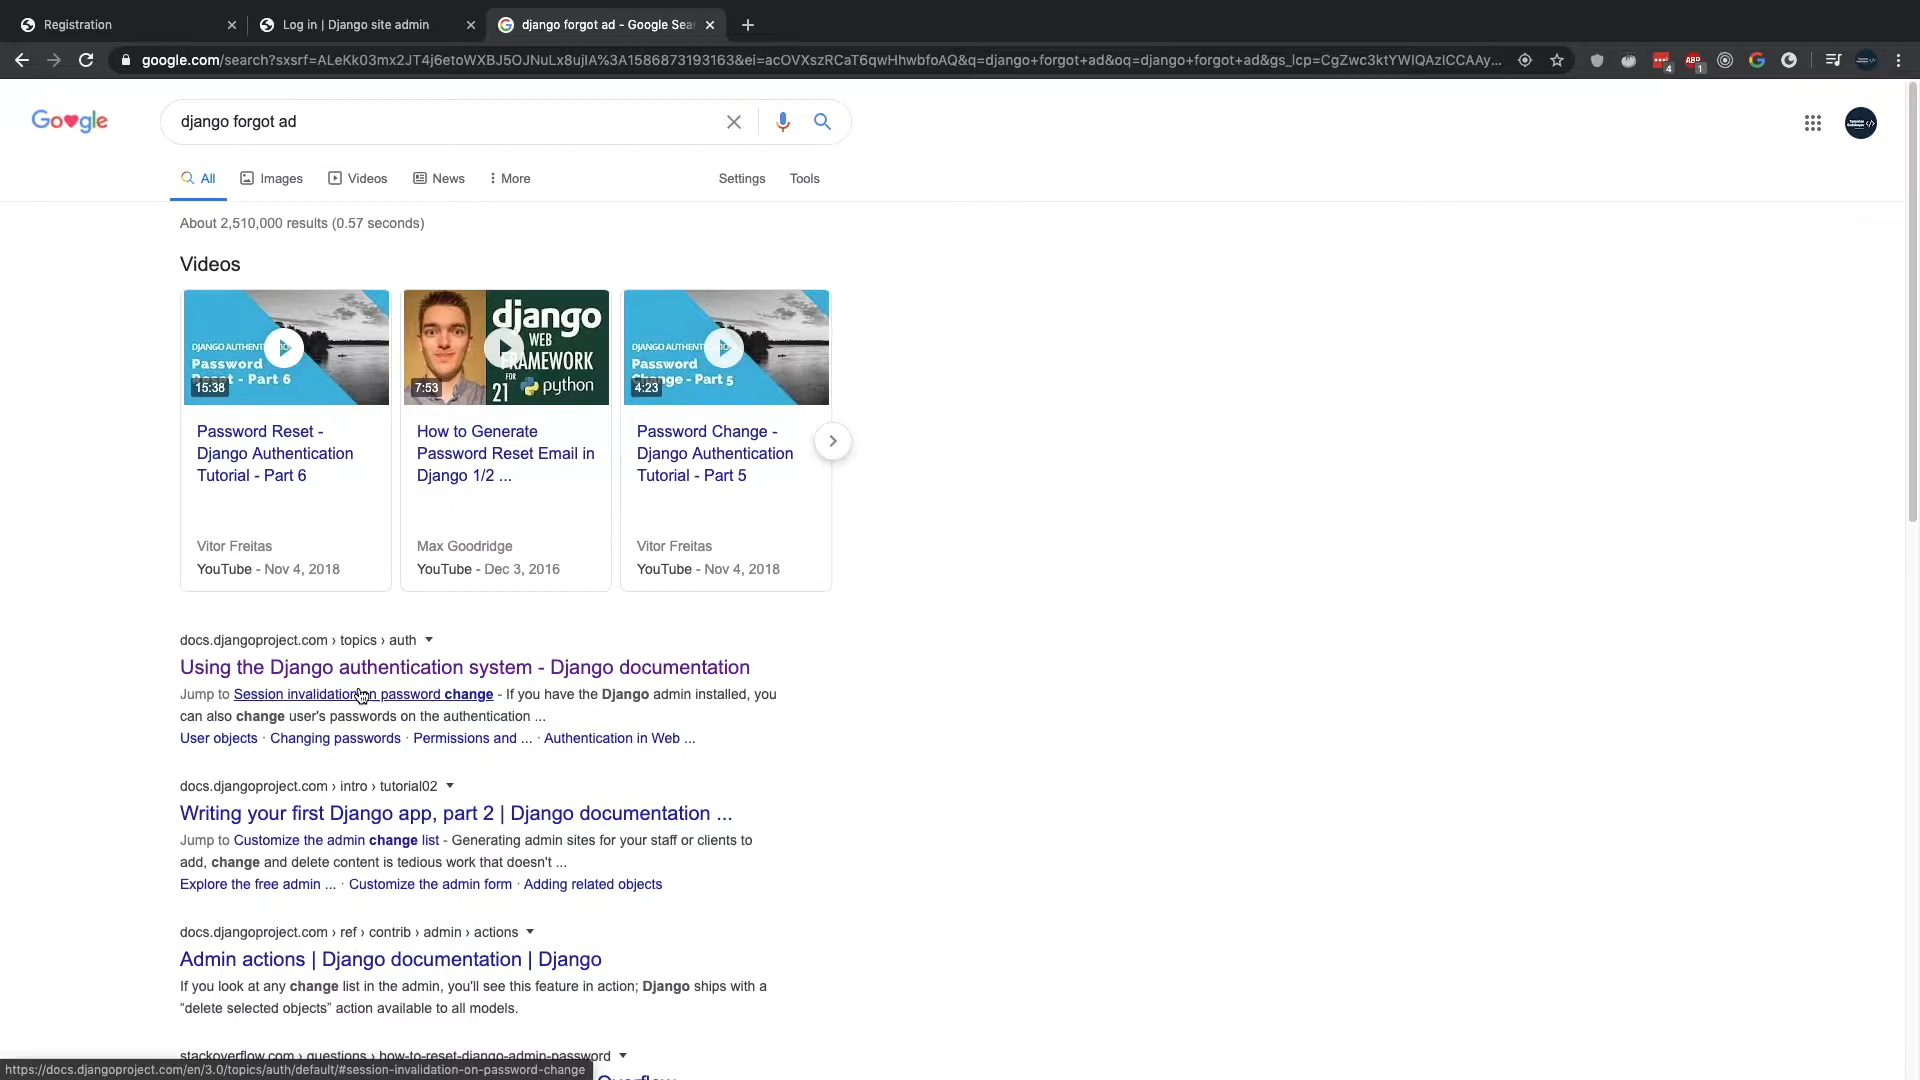 Registration
Log in | Django site admin
django forgot ad - Google Sea
google.com/search?sxsrf=ALeKk03mx2JT4j6etoWXBJ5OJNuLx8ujlA%3A1586873193163&ei=acOVXszRCaT6qwHhwbfoAQ&q=django+forgot+ad&oq=django+forgot+ad&gs_lcp=CgZwc3ktYWIQAzICCAAy...
4
ABP
1
Google
django forgot ad
All
Images
Videos
News
More
Settings
Tools
About 2,510,000 results (0.57 seconds)
Videos
DJANGO AUTHENT
Password
- Part 6
15:38
django
WEB
FRAMEWORK
FOR
21
python
7:53
DJANGO AUTHENT
Password
Change - Part 5
4:23
Password Reset -
Django Authentication
Tutorial - Part 6
Vitor Freitas
YouTube - Nov 4, 2018
How to Generate
Password Reset Email in
Django 1/2 ...
Max Goodridge
YouTube - Dec 3, 2016
Password Change -
Django Authentication
Tutorial - Part 5
Vitor Freitas
YouTube - Nov 4, 2018
docs.djangoproject.com › topics › auth
Using the Django authentication system - Django documentation
Jump to Session invalidation on password change - If you have the Django admin installed, you
can also change user's passwords on the authentication ...
User objects · Changing passwords · Permissions and ... · Authentication in Web ...
docs.djangoproject.com › intro › tutorial02
Writing your first Django app, part 2 | Django documentation ...
Jump to Customize the admin change list - Generating admin sites for your staff or clients to
add, change and delete content is tedious work that doesn't ...
Explore the free admin ... · Customize the admin form · Adding related objects
docs.djangoproject.com › ref › contrib › admin › actions
Admin actions | Django documentation | Django
If you look at any change list in the admin, you'll see this feature in action; Django ships with a
“delete selected objects” action available to all models.
stackoverflow.com › questions › how-to-reset-django-admin-password
https://docs.djangoproject.com/en/3.0/topics/auth/default/#session-invalidation-on-password-change
Overflow